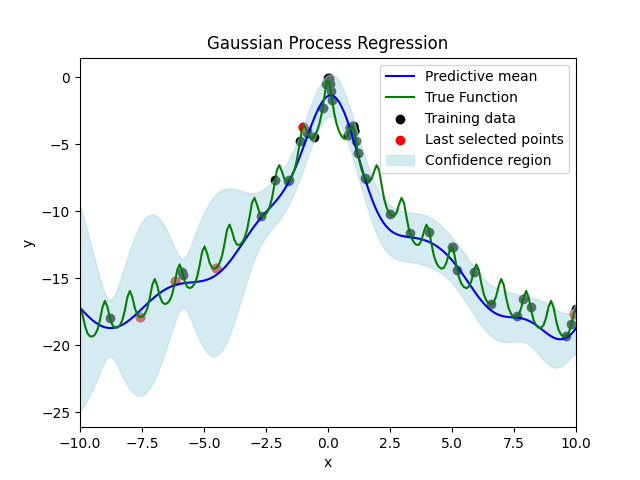 Gaussian Process Regression
Predictive mean
True Function
Training data
Last selected points
Confidence region
y
0
−5
−10
−15
−20
−25
−10.0 −7.5 −5.0 −2.5 0.0 2.5 5.0 7.5 10.0
x